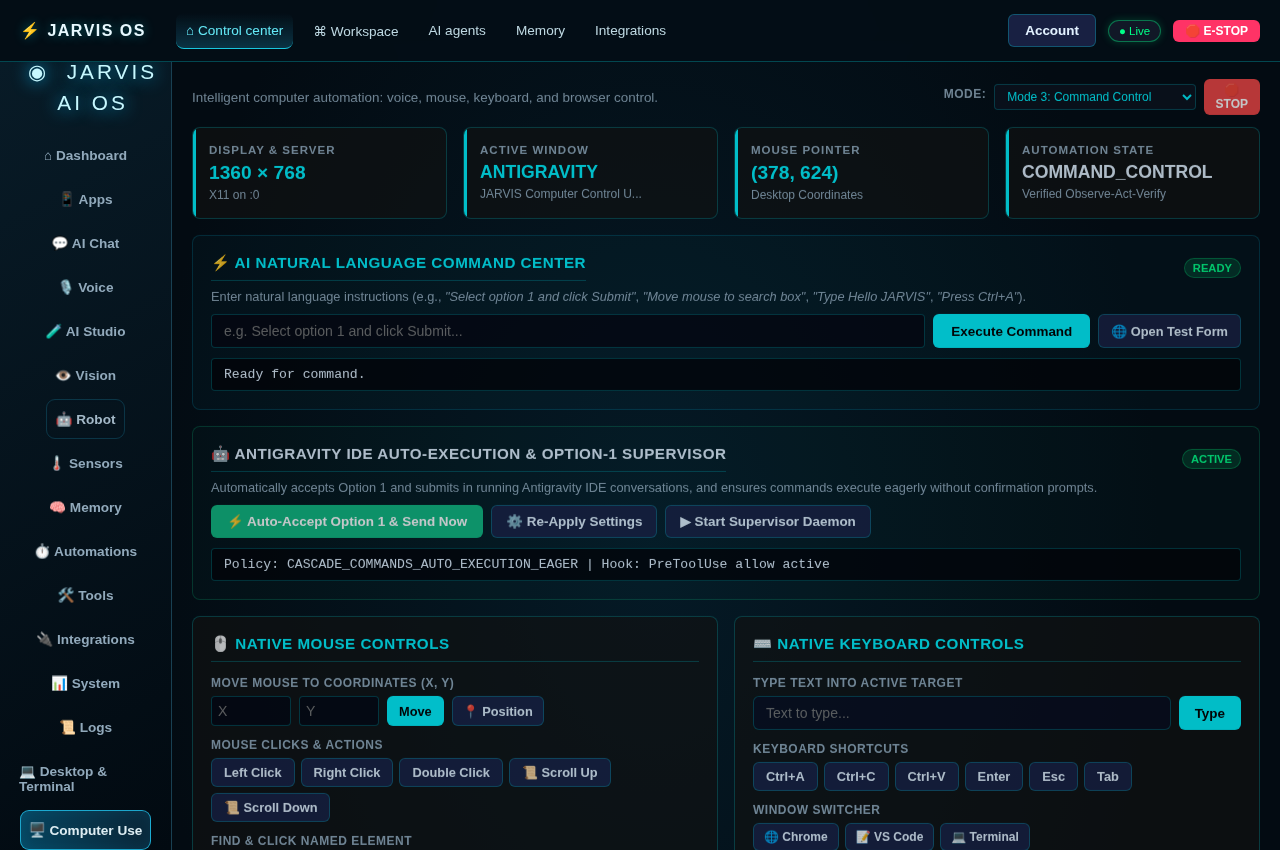 ⚡ JARVIS OS
⌂ Control center
⌘ Workspace
AI agents
Memory
Integrations
Account
● Live
🛑 E-STOP
◉ JARVIS
AI OS
⌂ Dashboard
📱 Apps
💬 AI Chat
🎙️ Voice
🧪 AI Studio
👁️ Vision
🤖 Robot
🌡️ Sensors
🧠 Memory
⏱️ Automations
🛠️ Tools
🔌 Integrations
📊 System
📜 Logs
💻 Desktop &
Terminal
🖥️ Computer Use
Intelligent computer automation: voice, mouse, keyboard, and browser control.
MODE:
Mode 3: Command Control
🛑
STOP
DISPLAY & SERVER
1360 × 768
X11 on :0
ACTIVE WINDOW
ANTIGRAVITY
JARVIS Computer Control U...
MOUSE POINTER
(378, 624)
Desktop Coordinates
AUTOMATION STATE
COMMAND_CONTROL
Verified Observe-Act-Verify
⚡ AI NATURAL LANGUAGE COMMAND CENTER
READY
Enter natural language instructions (e.g., "Select option 1 and click Submit", "Move mouse to search box", "Type Hello JARVIS", "Press Ctrl+A").
e.g. Select option 1 and click Submit...
Execute Command
🌐 Open Test Form
Ready for command.
🤖 ANTIGRAVITY IDE AUTO-EXECUTION & OPTION-1 SUPERVISOR
ACTIVE
Automatically accepts Option 1 and submits in running Antigravity IDE conversations, and ensures commands execute eagerly without confirmation prompts.
⚡ Auto-Accept Option 1 & Send Now
⚙️ Re-Apply Settings
▶ Start Supervisor Daemon
Policy: CASCADE_COMMANDS_AUTO_EXECUTION_EAGER | Hook: PreToolUse allow active
🖱️ NATIVE MOUSE CONTROLS
MOVE MOUSE TO COORDINATES (X, Y)
X
Y
Move
📍 Position
MOUSE CLICKS & ACTIONS
Left Click
Right Click
Double Click
📜 Scroll Up
📜 Scroll Down
FIND & CLICK NAMED ELEMENT
⌨️ NATIVE KEYBOARD CONTROLS
TYPE TEXT INTO ACTIVE TARGET
Text to type...
Type
KEYBOARD SHORTCUTS
Ctrl+A
Ctrl+C
Ctrl+V
Enter
Esc
Tab
WINDOW SWITCHER
🌐 Chrome
📝 VS Code
💻 Terminal